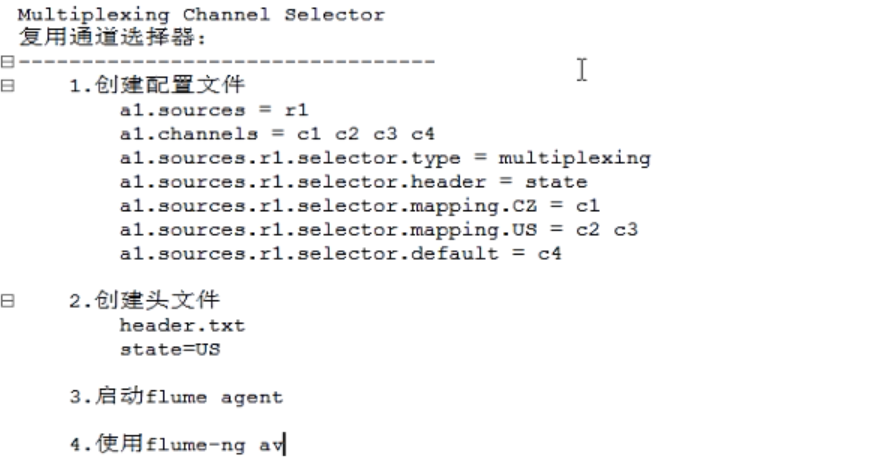 Multiplexing Channel Selector
复用通道选择器:
---------------------------------
1.创建配置文件
a1.sources = r1
a1.channels = c1 c2 c3 c4
a1.sources.r1.selector.type = multiplexing
a1.sources.r1.selector.header = state
a1.sources.r1.selector.mapping.CZ = c1
a1.sources.r1.selector.mapping.US = c2 c3
a1.sources.r1.selector.default = c4
2.创建头文件
header.txt
state=US
3.启动flume agent
4.使用flume-ng av